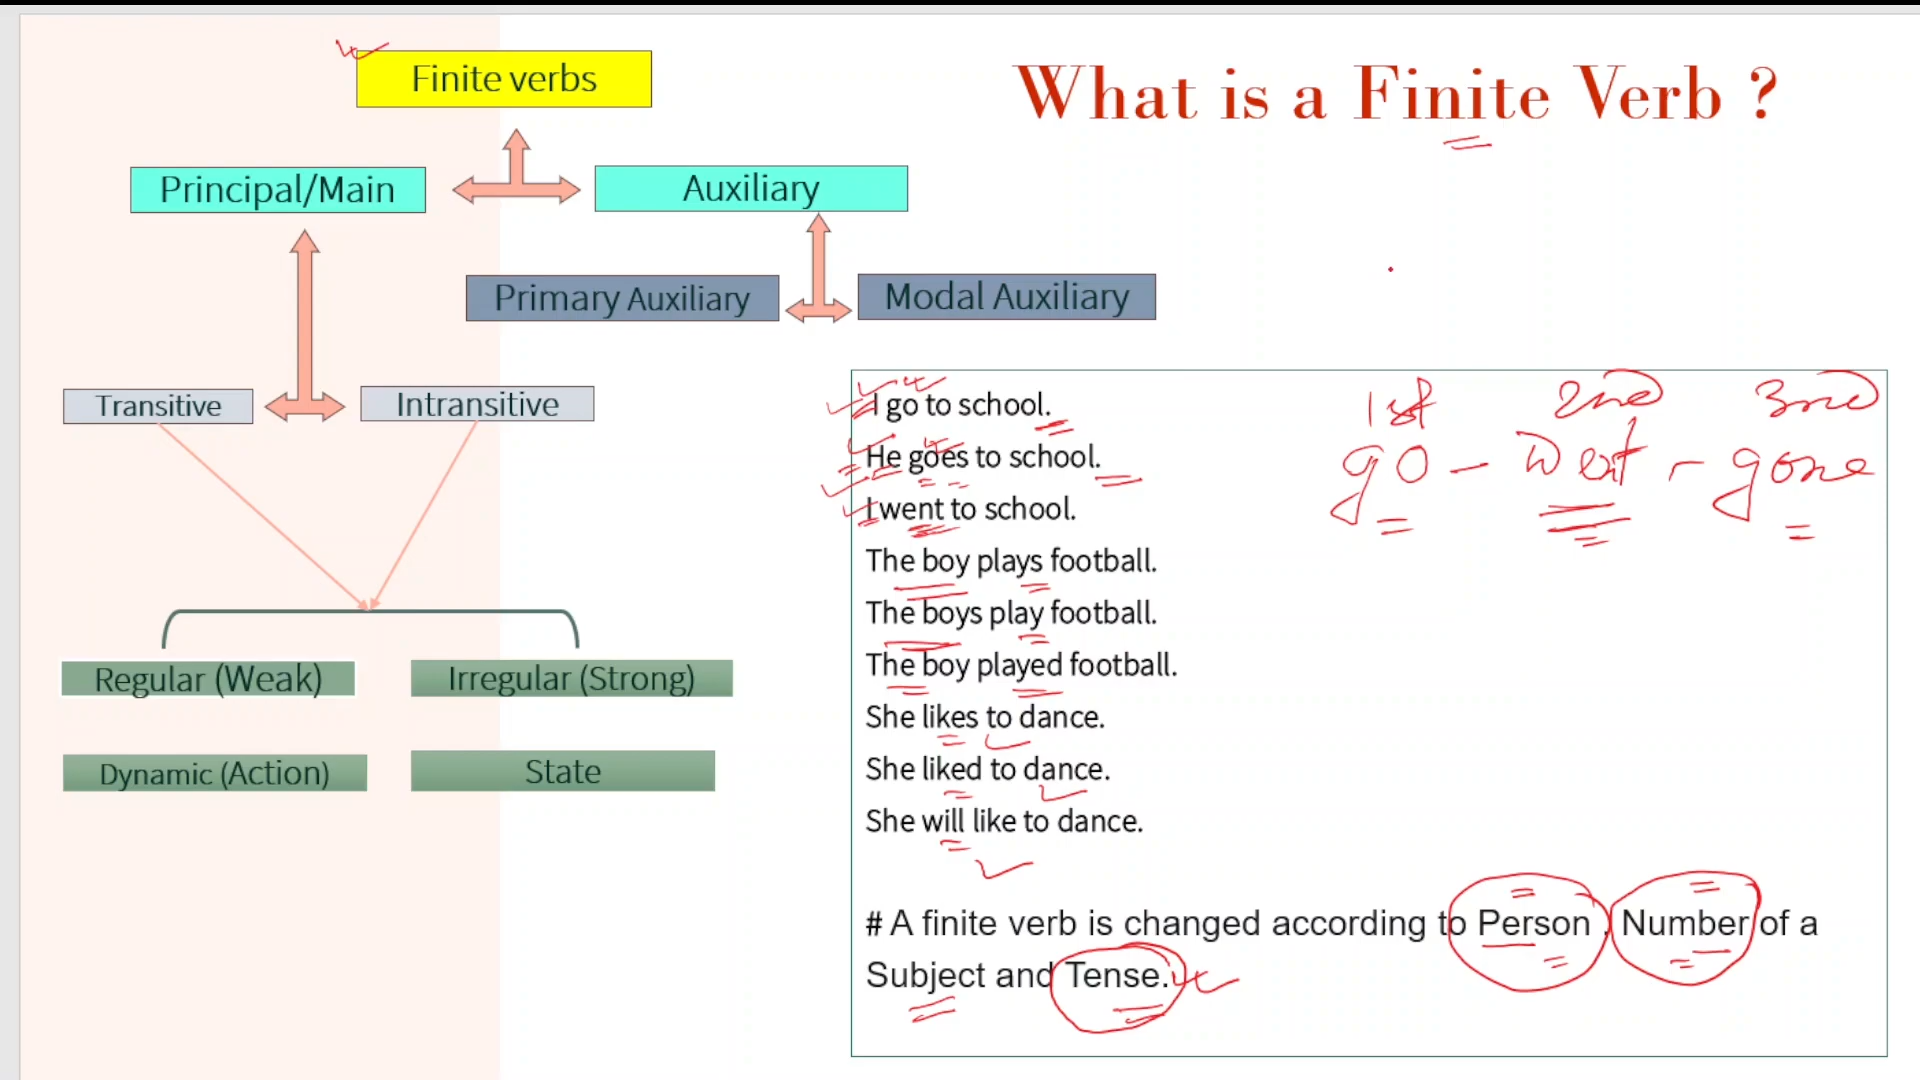 Finite verbs
What is a Finite Verb ?
Principal/Main
Auxiliary
Primary Auxiliary
Modal Auxiliary
Transitive
Intransitive
Regular (Weak)
Irregular (Strong)
Dynamic (Action)
State
I go to school.
He goes to school.
I went to school.
The boy plays football.
The boys play football.
The boy played football.
She likes to dance.
She liked to dance.
She will like to dance.
# A finite verb is changed according to Person , Number of a
Subject and Tense.
1st 2nd 3nd
go - went - gone